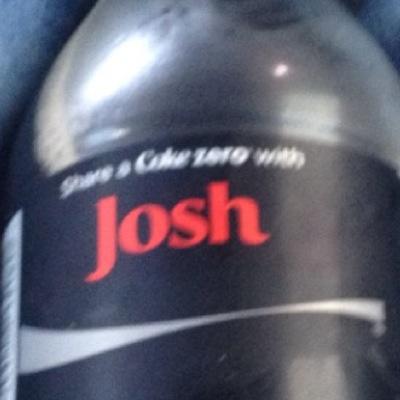 Share a Coke zero with
Josh